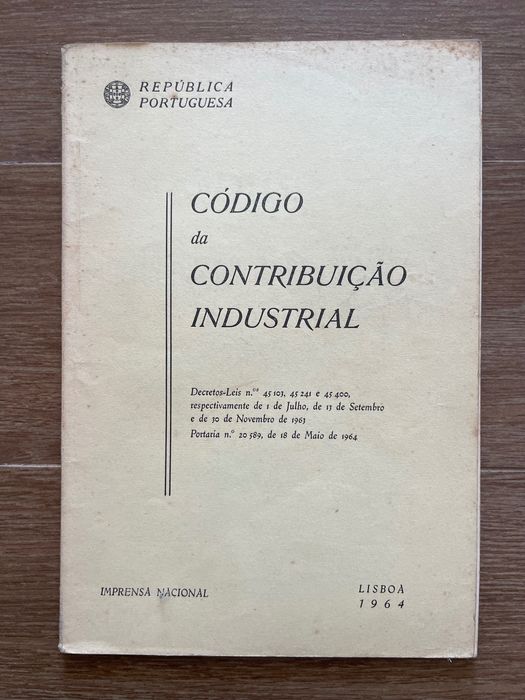 REPÚBLICA
PORTUGUESA
CÓDIGO
da
CONTRIBUIÇÃO
INDUSTRIAL
Decretos-Leis n.ºˢ 45 103, 45 241 e 45 400,
respectivamente de 1 de Julho, de 13 de Setembro
e de 30 de Novembro de 1963
Portaria n.º 20 589, de 18 de Maio de 1964
IMPRENSA NACIONAL
LISBOA
1964